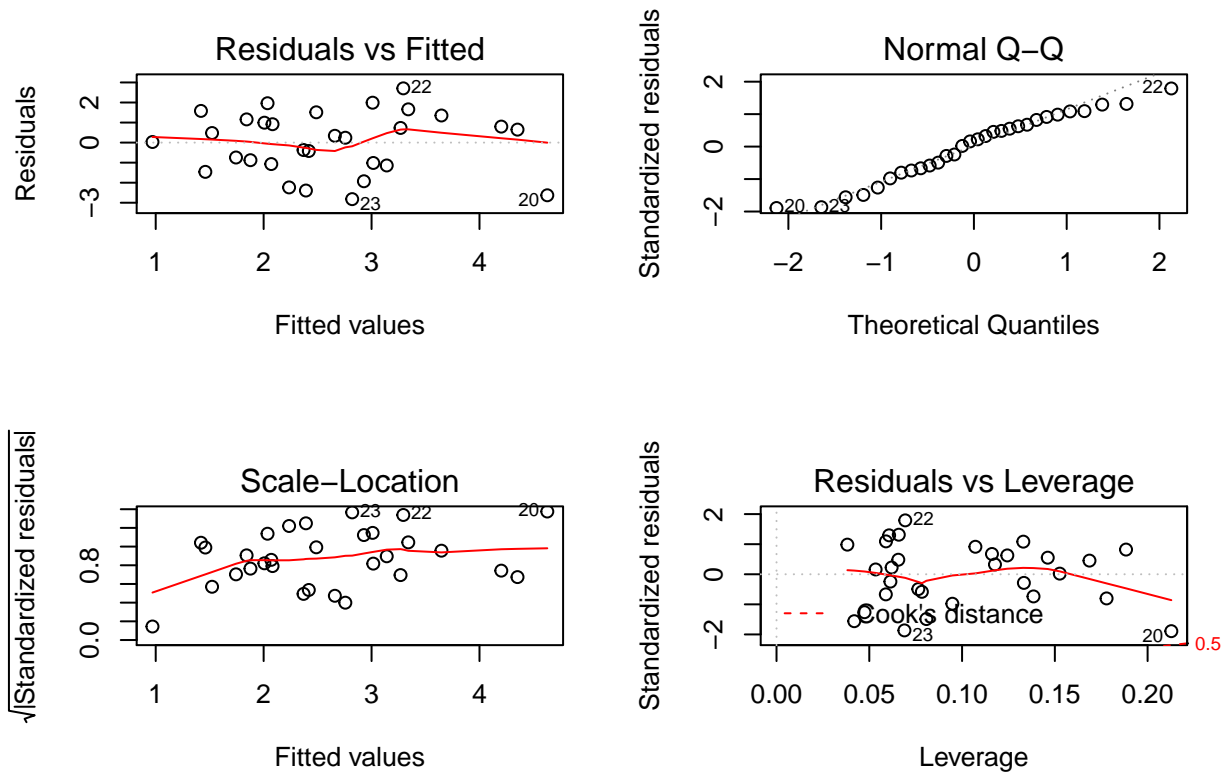 Residuals vs Fitted
Residuals
2
0
−3
22
23
20
1 2 3 4
Fitted values
Normal Q−Q
Standardized residuals
2
0
−2
22
20
23
−2 −1 0 1 2
Theoretical Quantiles
Scale−Location
√|Standardized residuals|
0.8
0.0
23
22
20
1 2 3 4
Fitted values
Residuals vs Leverage
Standardized residuals
2
0
−2
22
Cook's distance
23
20
0.5
0.00 0.05 0.10 0.15 0.20
Leverage